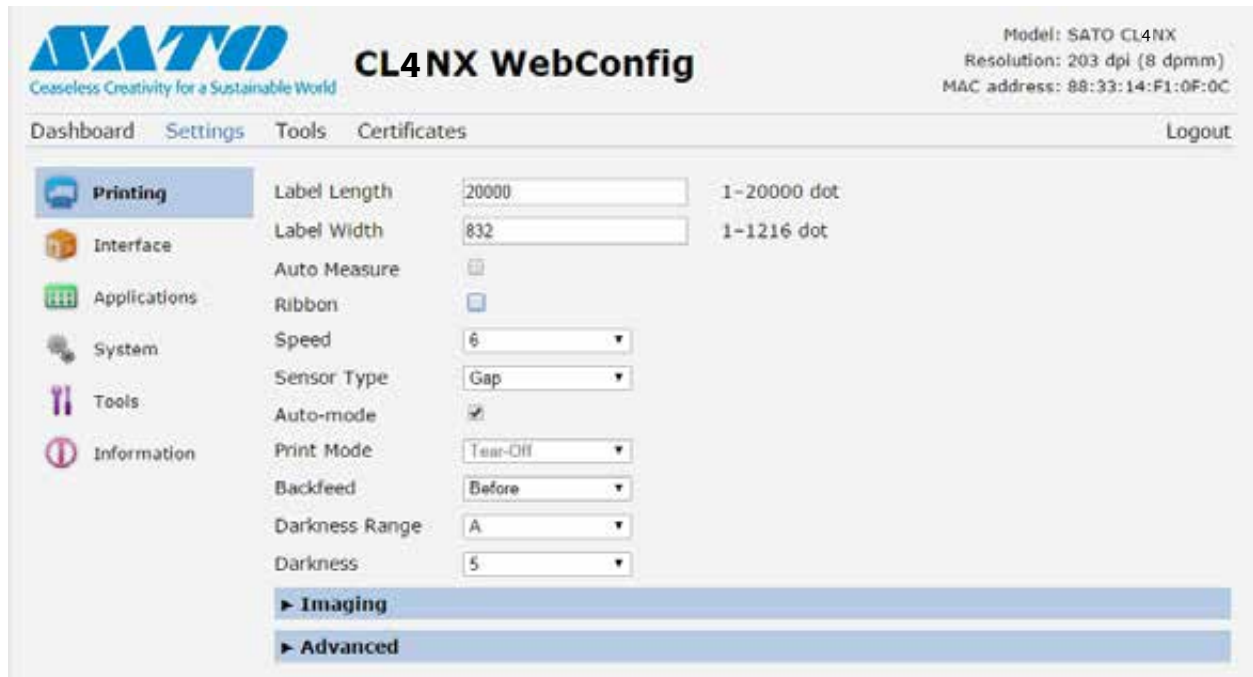 SATO
Ceaseless Creativity for a Sustainable World
CL4NX WebConfig
Model: SATO CL4NX
Resolution: 203 dpi (8 dpmm)
MAC address: 88:33:14:F1:0F:0C
Dashboard Settings Tools Certificates Logout
Printing
Interface
Applications
System
Tools
Information
Label Length 20000 1-20000 dot
Label Width 832 1-1216 dot
Auto Measure
Ribbon
Speed 6
Sensor Type Gap
Auto-mode
Print Mode Tear-Off
Backfeed Before
Darkness Range A
Darkness 5
► Imaging
► Advanced